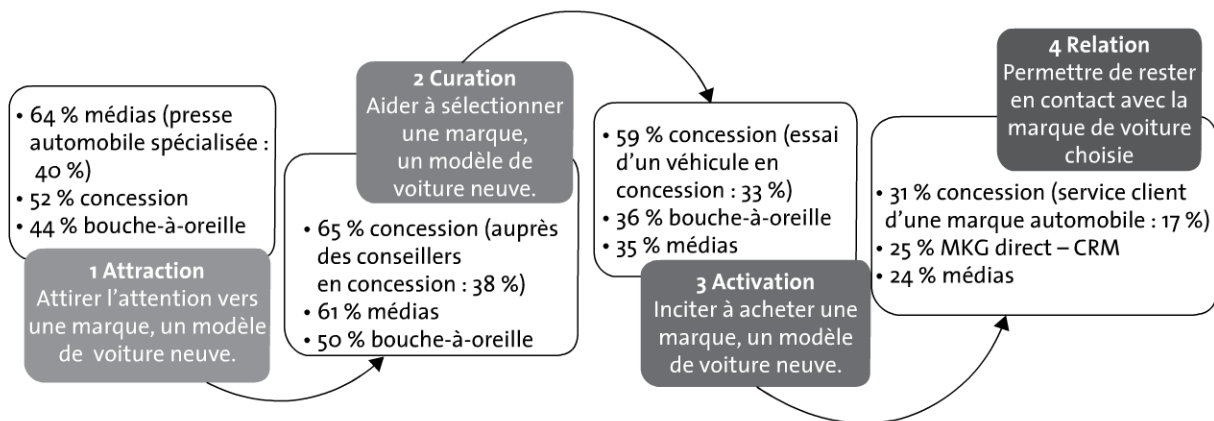 • 64 % médias (presse
automobile spécialisée :
40 %)
• 52 % concession
• 44 % bouche-à-oreille
1 Attraction
Attirer l’attention vers
une marque, un modèle
de voiture neuve.
2 Curation
Aider à sélectionner
une marque,
un modèle de
voiture neuve.
• 65 % concession (auprès
des conseillers
en concession : 38 %)
• 61 % médias
• 50 % bouche-à-oreille
• 59 % concession (essai
d’un véhicule en
concession : 33 %)
• 36 % bouche-à-oreille
• 35 % médias
3 Activation
Inciter à acheter une
marque, un modèle
de voiture neuve.
4 Relation
Permettre de rester
en contact avec la
marque de voiture
choisie
• 31 % concession (service client
d’une marque automobile : 17 %)
• 25 % MKG direct – CRM
• 24 % médias